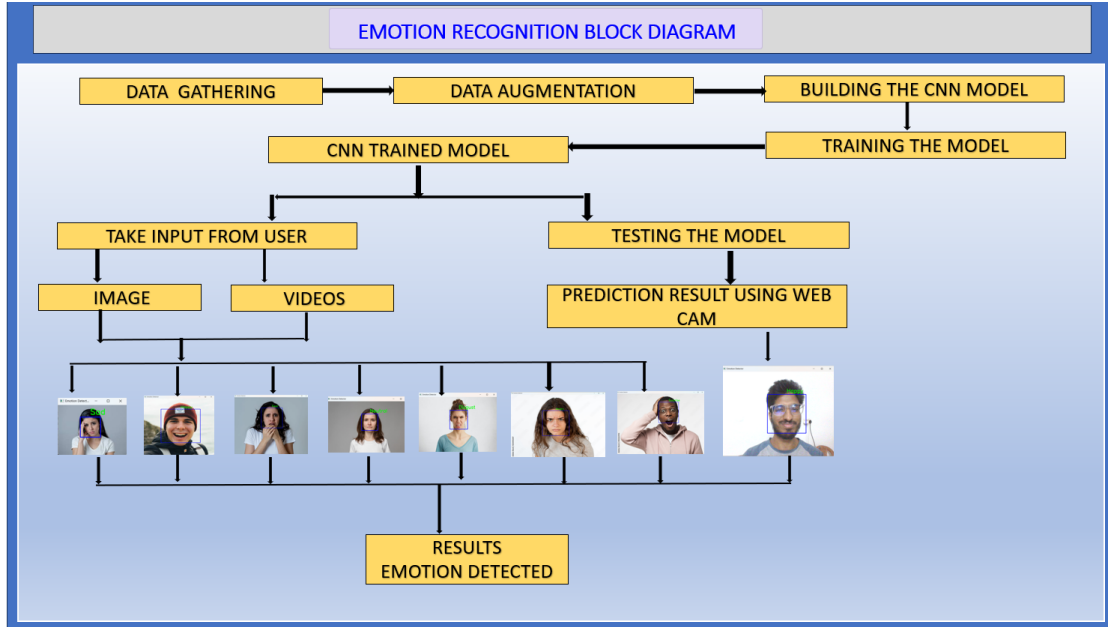 EMOTION RECOGNITION BLOCK DIAGRAM
DATA GATHERING
DATA AUGMENTATION
BUILDING THE CNN MODEL
CNN TRAINED MODEL
TRAINING THE MODEL
TAKE INPUT FROM USER
TESTING THE MODEL
IMAGE
VIDEOS
PREDICTION RESULT USING WEB
CAM
Sad
RESULTS
EMOTION DETECTED